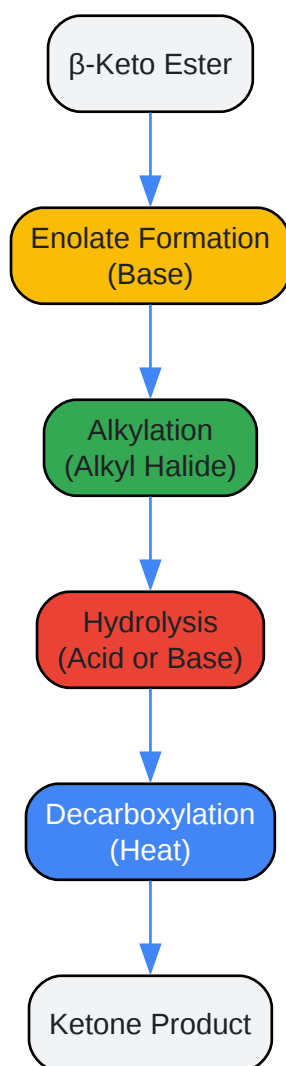 β-Keto Ester
Enolate Formation
(Base)
Alkylation
(Alkyl Halide)
Hydrolysis
(Acid or Base)
Decarboxylation
(Heat)
Ketone Product